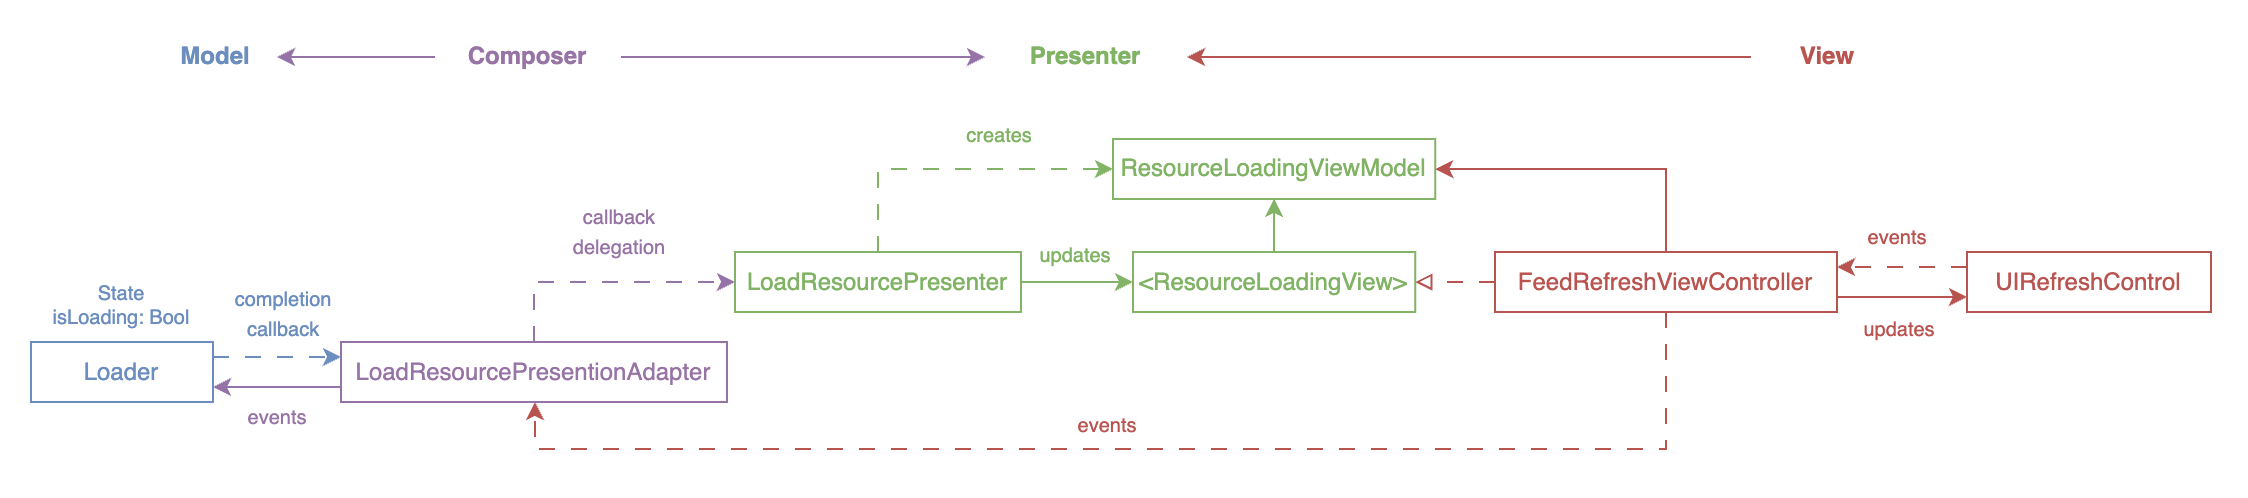 Model
Composer
Presenter
View
creates
ResourceLoadingViewModel
callback
delegation
LoadResourcePresenter
updates
<ResourceLoadingView>
FeedRefreshViewController
events
UIRefreshControl
updates
State
isLoading: Bool
completion
callback
Loader
LoadResourcePresentionAdapter
events
events